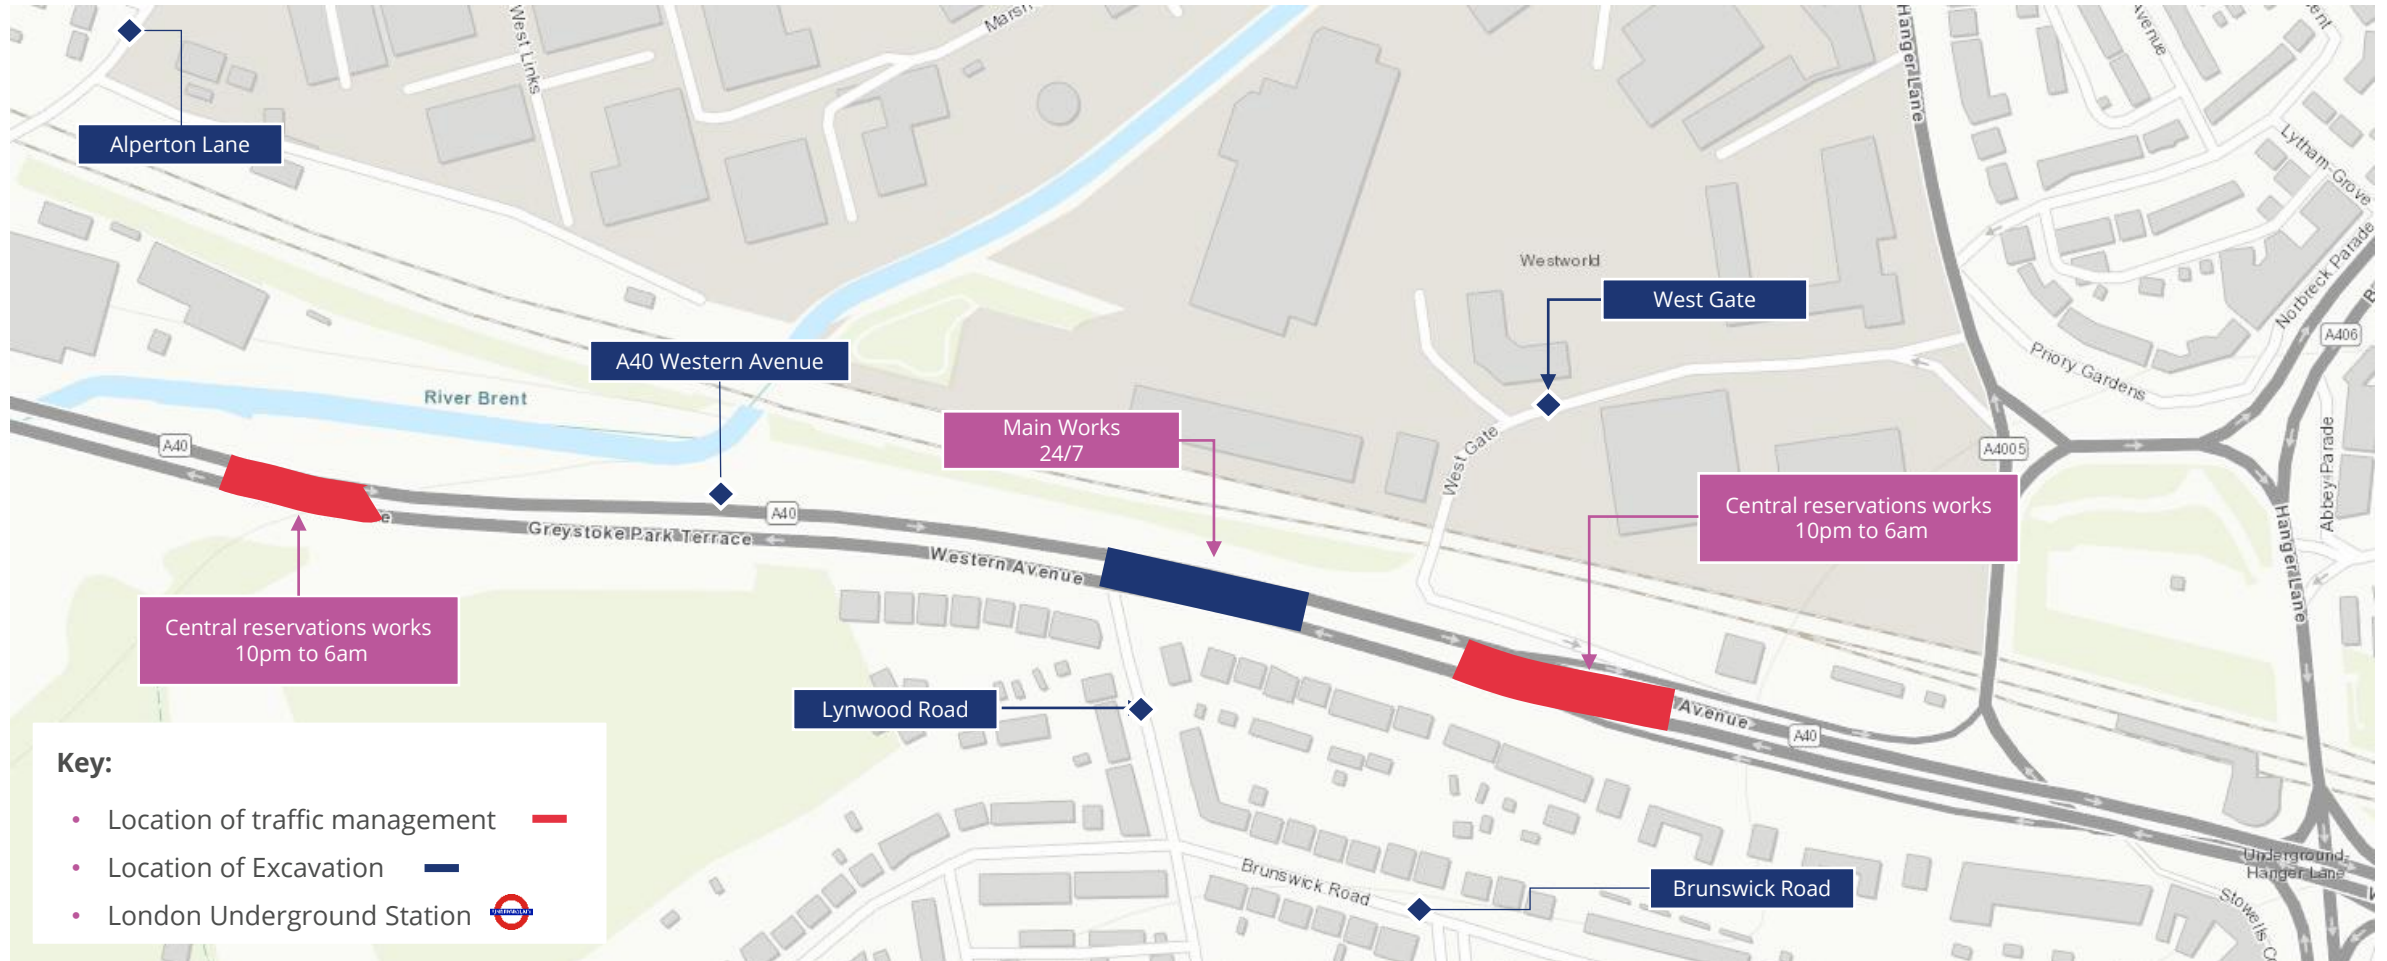 West Links
Hanger Lane
Avenue
Alperton Lane
Lytham-Grove
Westworld
West Gate
Norbreck Parade
A406
A40 Western Avenue
Priory Gardens
River Brent
Main Works
24/7
A40
West Gate
A4005
Abbey Parade
Central reservations works
10pm to 6am
A40
Greystoke Park Terrace
Western Avenue
Hanger Lane
Central reservations works
10pm to 6am
Lynwood Road
Avenue
A40
Key:
• Location of traffic management
• Location of Excavation
• London Underground Station
UNDERGROUND
Brunswick Road
Brunswick Road
Underground-
Hanger Lane